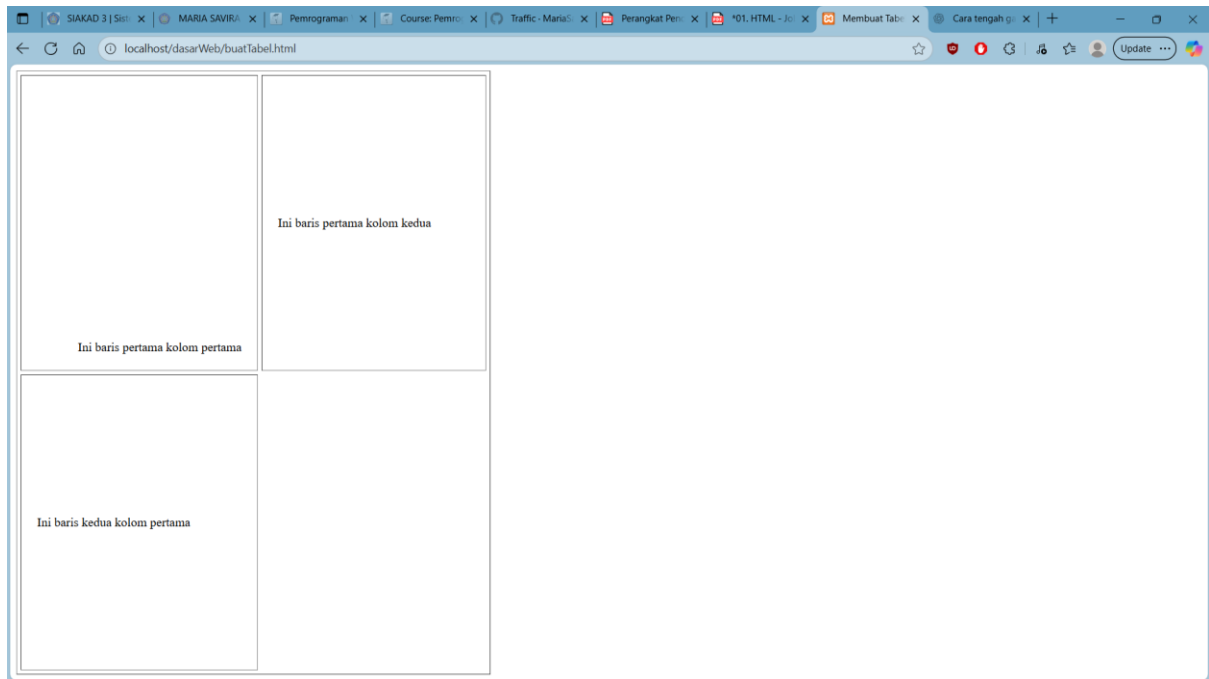 SIAKAD 3 | Sist
MARIA SAVIRA
Pemrograman
Course: Pemro
Traffic - MariaS
Perangkat Pen
*01. HTML - Jo
Membuat Tabe
Cara tengah ga
localhost/dasarWeb/buatTabel.html
Update
Ini baris pertama kolom kedua
Ini baris pertama kolom pertama
Ini baris kedua kolom pertama